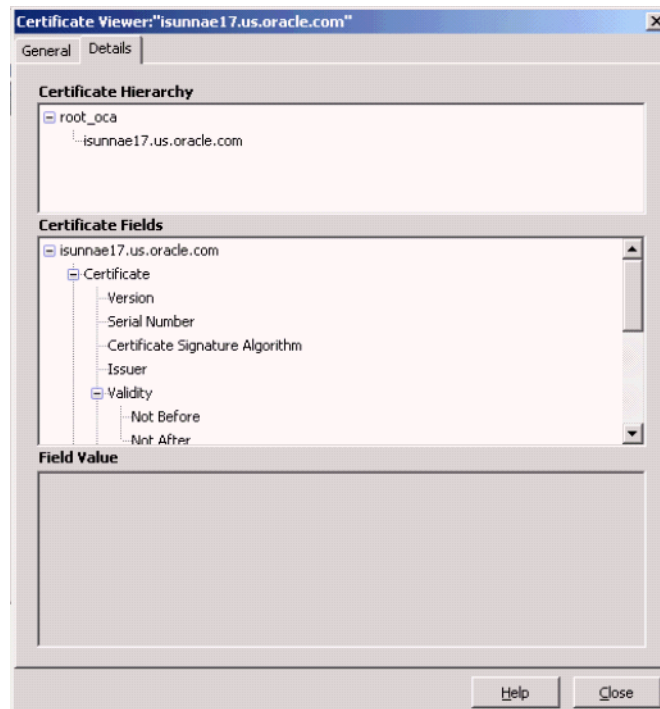 Certificate Viewer:"isunnae17.us.oracle.com"
General Details
Certificate Hierarchy
root_oca
isunnae17.us.oracle.com
Certificate Fields
isunnae17.us.oracle.com
Certificate
Version
Serial Number
Certificate Signature Algorithm
Issuer
Validity
Not Before
Not After
Field Value
Help Close